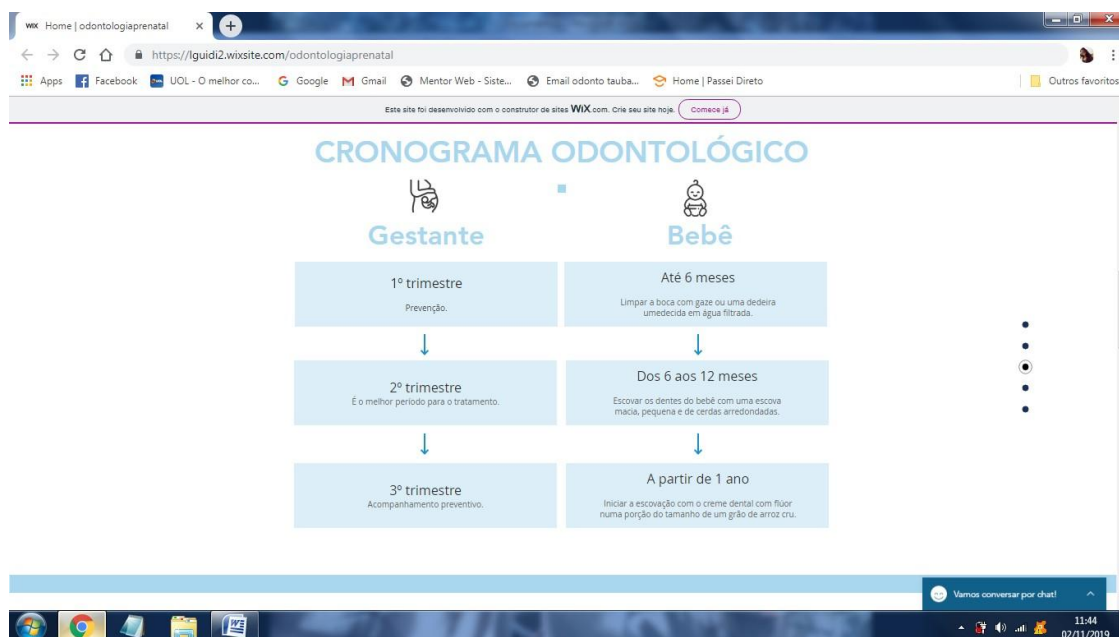 WiX Home | odontologiaprenatal
https://lguidi2.wixsite.com/odontologiaprenatal
Apps Facebook UOL - O melhor co... Google Gmail Mentor Web - Siste... Email odonto tauba... Home | Passei Direto Outros favoritos
Este site foi desenvolvido com o construtor de sites WiX.com. Crie seu site hoje. Comece já
CRONOGRAMA ODONTOLÓGICO
Gestante
1º trimestre
Prevenção.
2º trimestre
É o melhor período para o tratamento.
3º trimestre
Acompanhamento preventivo.
Bebê
Até 6 meses
Limpar a boca com gaze ou uma dedeira
umedecida em água filtrada.
Dos 6 aos 12 meses
Escovar os dentes do bebê com uma escova
macia, pequena e de cerdas arredondadas.
A partir de 1 ano
Iniciar a escovação com o creme dental com flúor
numa porção do tamanho de um grão de arroz cru.
Vamos conversar por chat!
11:44
02/11/2019